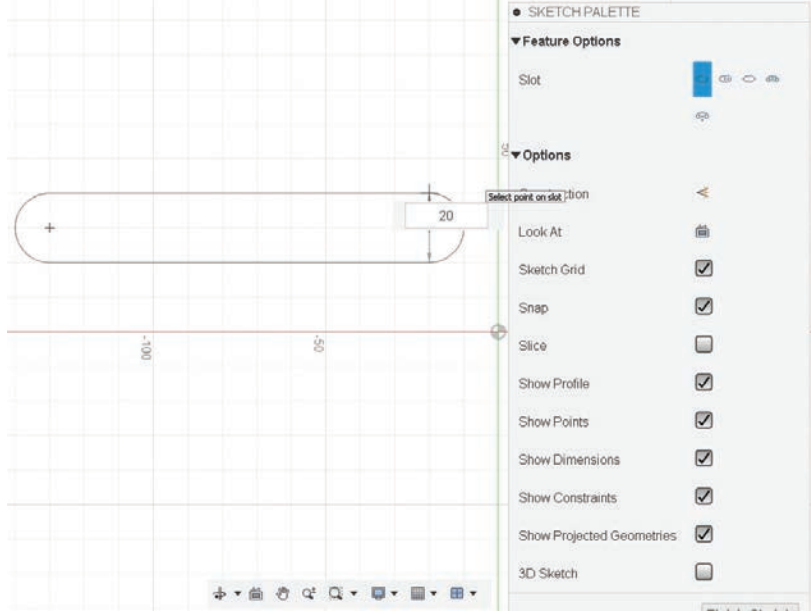 SKETCH PALETTE
Feature Options
Slot
50
Options
Select point on slot
20
Look At
Sketch Grid
-100
-50
Snap
Slice
Show Profile
Show Points
Show Dimensions
Show Constraints
Show Projected Geometries
3D Sketch